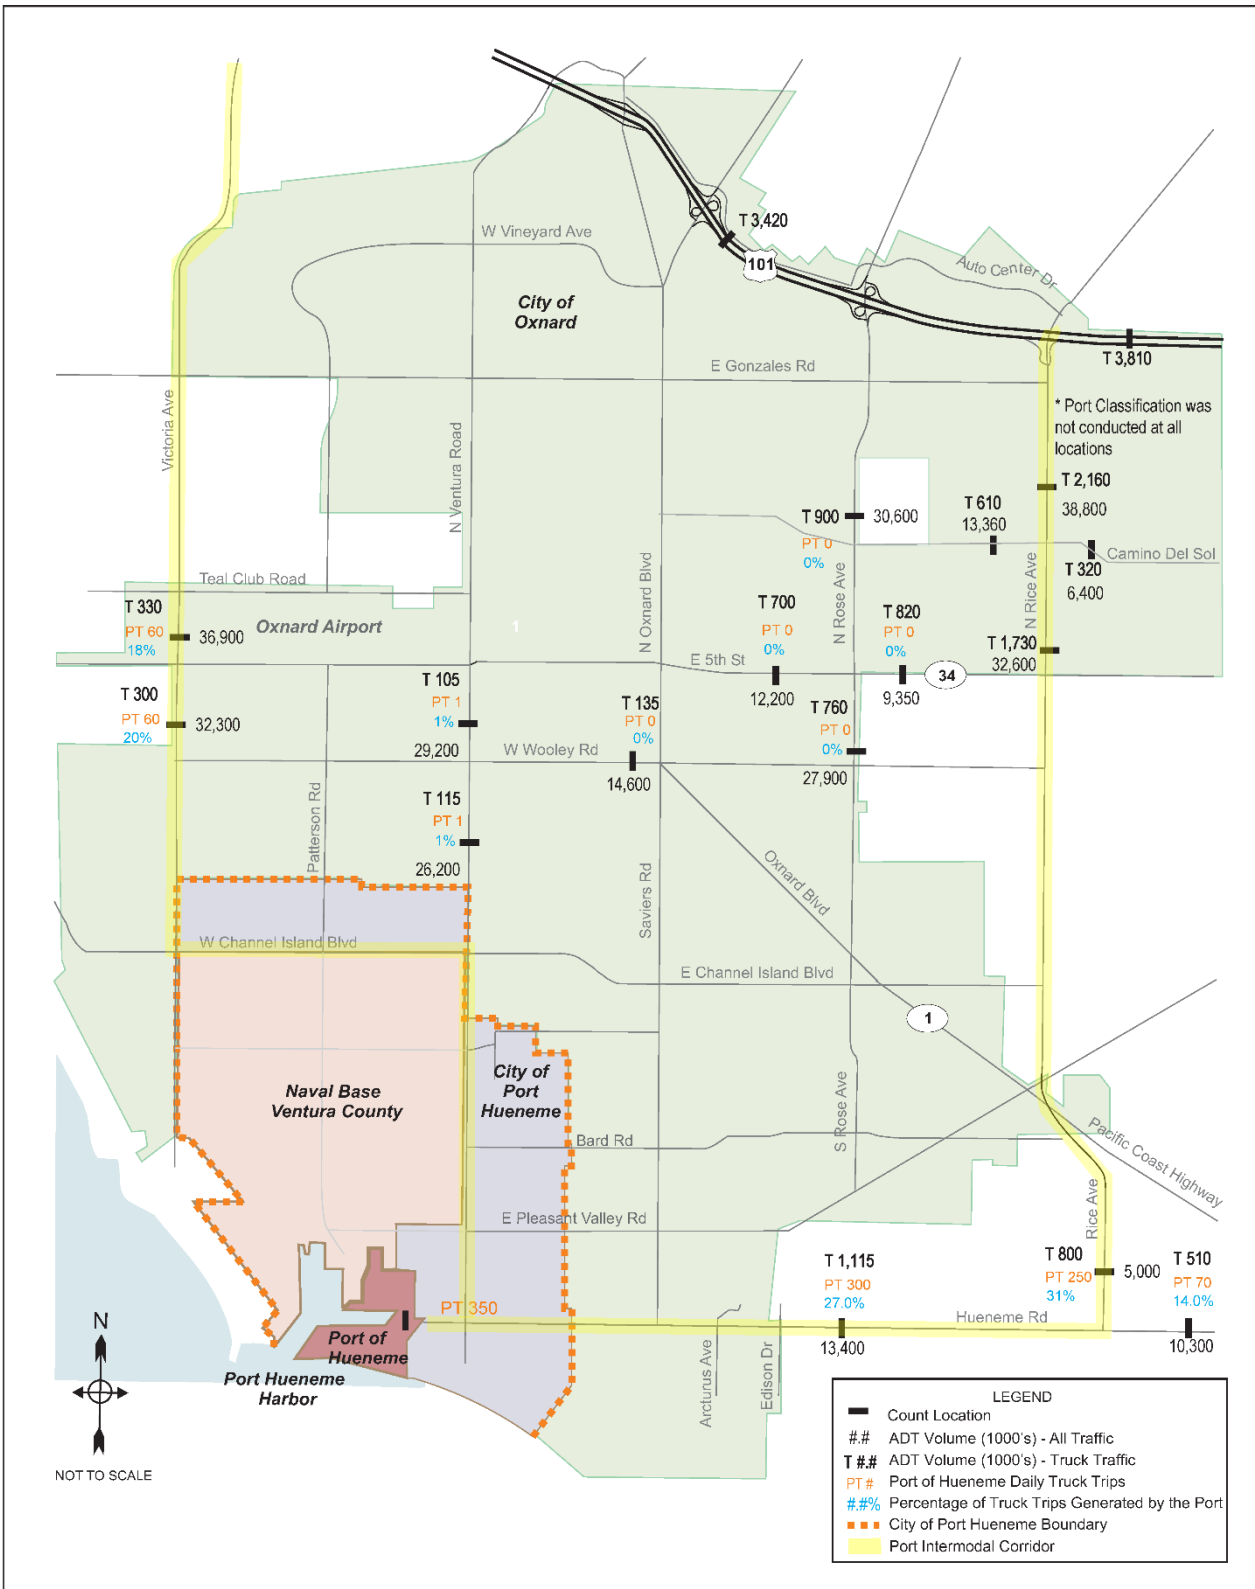 T 3,420
W Vineyard Ave
101
Auto Center Dr
City of
Oxnard
T 3,810
E Gonzales Rd
* Port Classification was
not conducted at all
locations
Victoria Ave
N Ventura Road
T 2,160
38,800
T 900
30,600
PT 0
0%
T 610
13,360
Camino Del Sol
T 320
6,400
N Oxnard Blvd
N Rose Ave
N Rice Ave
Teal Club Road
T 330
PT 60
18%
36,900
Oxnard Airport
1
T 700
PT 0
0%
12,200
T 820
PT 0
0%
9,350
T 1,730
32,600
E 5th St
34
T 300
PT 60
20%
32,300
T 105
PT 1
1%
29,200
T 135
PT 0
0%
14,600
T 760
PT 0
0%
27,900
W Wooley Rd
T 115
PT 1
1%
26,200
Patterson Rd
Saviers Rd
Oxnard Blvd
W Channel Island Blvd
E Channel Island Blvd
1
Naval Base
Ventura County
City of
Port
Hueneme
Bard Rd
S Rose Ave
Pacific Coast Highway
E Pleasant Valley Rd
Rice Ave
T 1,115
PT 300
27.0%
13,400
T 800
PT 250
31%
5,000
T 510
PT 70
14.0%
10,300
PT 350
Hueneme Rd
Port of
Hueneme
Port Hueneme
Harbor
Arcturus Ave
Edison Dr
N
NOT TO SCALE
LEGEND
Count Location
#.# ADT Volume (1000's) - All Traffic
T #.# ADT Volume (1000's) - Truck Traffic
PT # Port of Hueneme Daily Truck Trips
#.#% Percentage of Truck Trips Generated by the Port
City of Port Hueneme Boundary
Port Intermodal Corridor